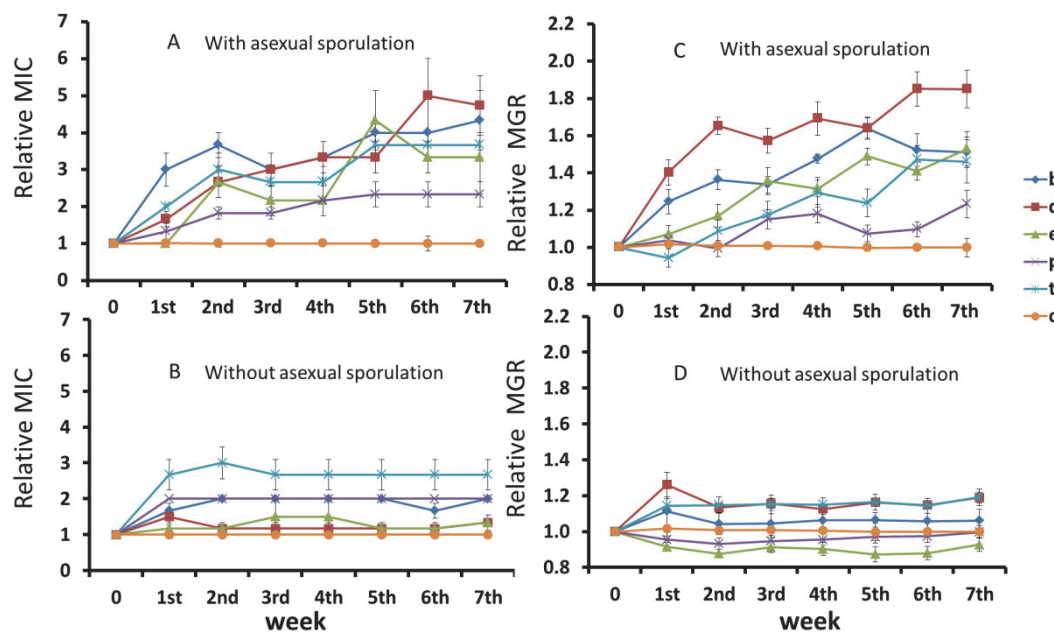 A With asexual sporulation
Relative MIC
7
6
5
4
3
2
1
0
0 1st 2nd 3rd 4th 5th 6th 7th
C With asexual sporulation
Relative MGR
2.2
2.0
1.8
1.6
1.4
1.2
1.0
0.8
0 1st 2nd 3rd 4th 5th 6th 7th
B Without asexual sporulation
Relative MIC
7
6
5
4
3
2
1
0
0 1st 2nd 3rd 4th 5th 6th 7th
week
D Without asexual sporulation
Relative MGR
2.2
2.0
1.8
1.6
1.4
1.2
1.0
0.8
0 1st 2nd 3rd 4th 5th 6th 7th
week